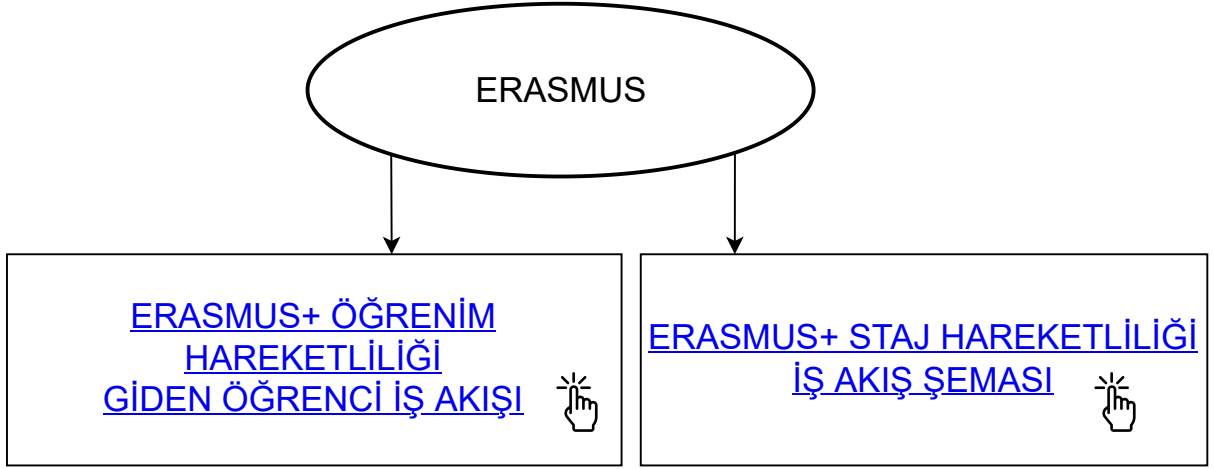 ERASMUS
ERASMUS+ ÖĞRENİM
HAREKETLİLİĞİ
GİDEN ÖĞRENCİ İŞ AKIŞI
ERASMUS+ STAJ HAREKETLİLİĞİ
İŞ AKIŞ ŞEMASI